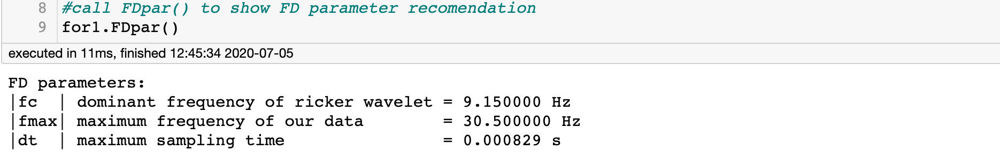 8 #call FDpar() to show FD parameter recomendation
9 for1.FDpar()
executed in 11ms, finished 12:45:34 2020-07-05
FD parameters:
|fc  | dominant frequency of ricker wavelet = 9.150000 Hz
|fmax| maximum frequency of our data        = 30.500000 Hz
|dt  | maximum sampling time                = 0.000829 s